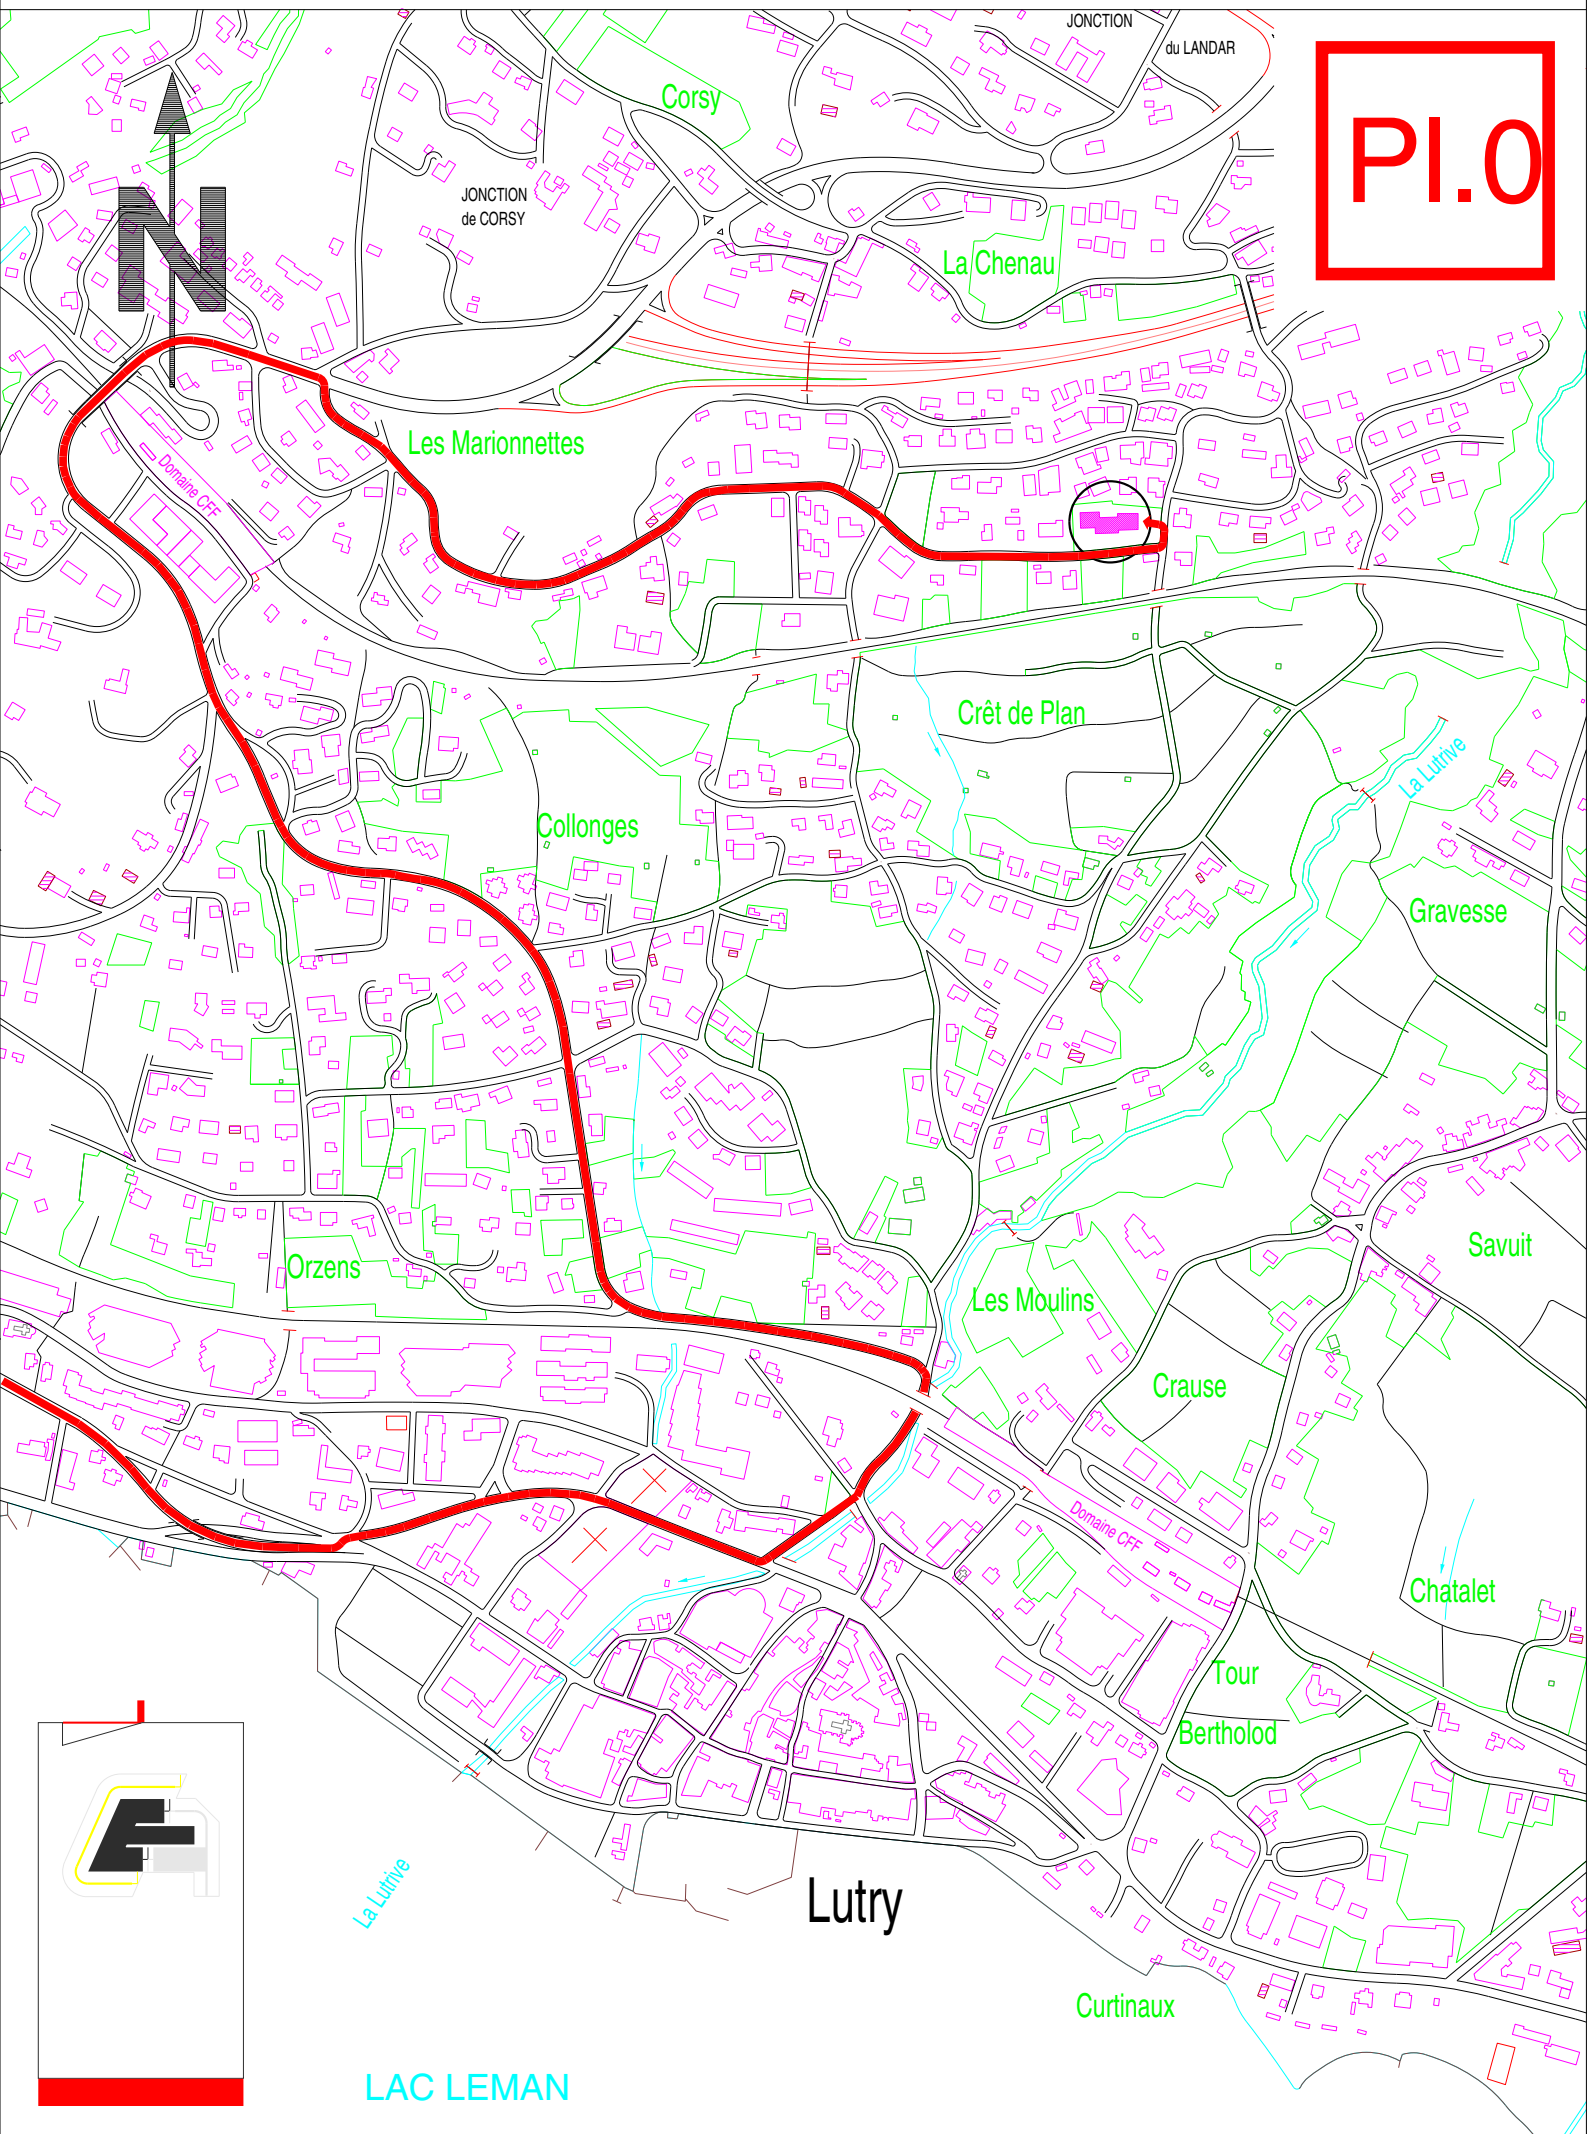 JONCTION
du LANDAR
Pl.0
Corsy
JONCTION
de CORSY
N
La Chenau
Les Marionnettes
Domaine CFF
Crêt de Plan
La Lutrive
Collonges
Gravesse
Savuit
Orzens
Les Moulins
Crause
Domaine CFF
Chatalet
Tour
Bertholod
La Lutrive
Lutry
Curtinaux
LAC LEMAN